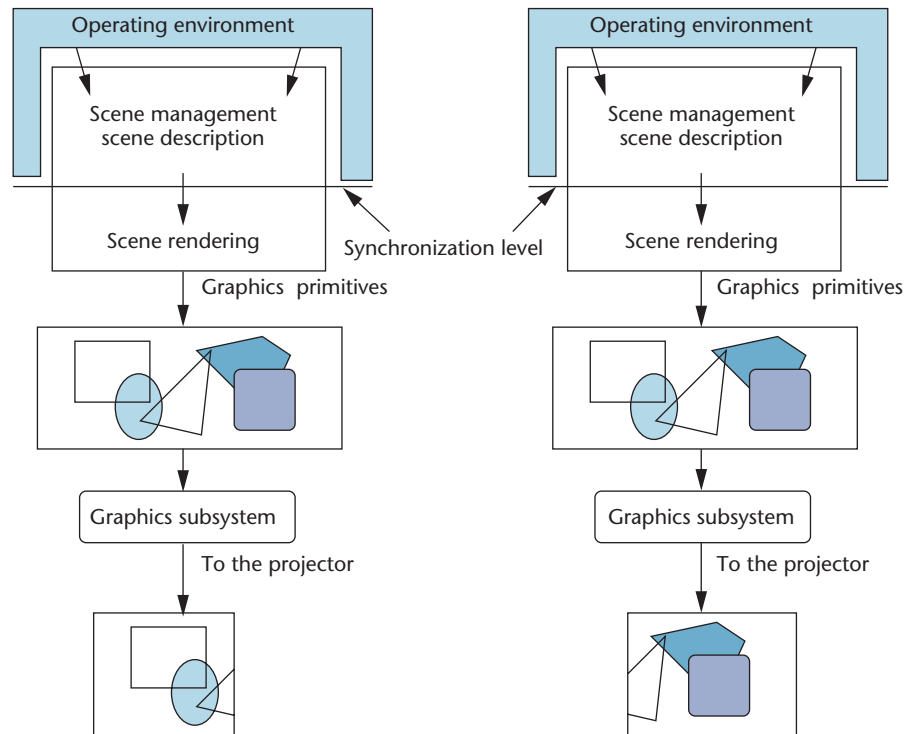 Operating environment
Scene management
scene description
Scene rendering
Graphics primitives
Graphics subsystem
To the projector
Synchronization level
Operating environment
Scene management
scene description
Scene rendering
Graphics primitives
Graphics subsystem
To the projector